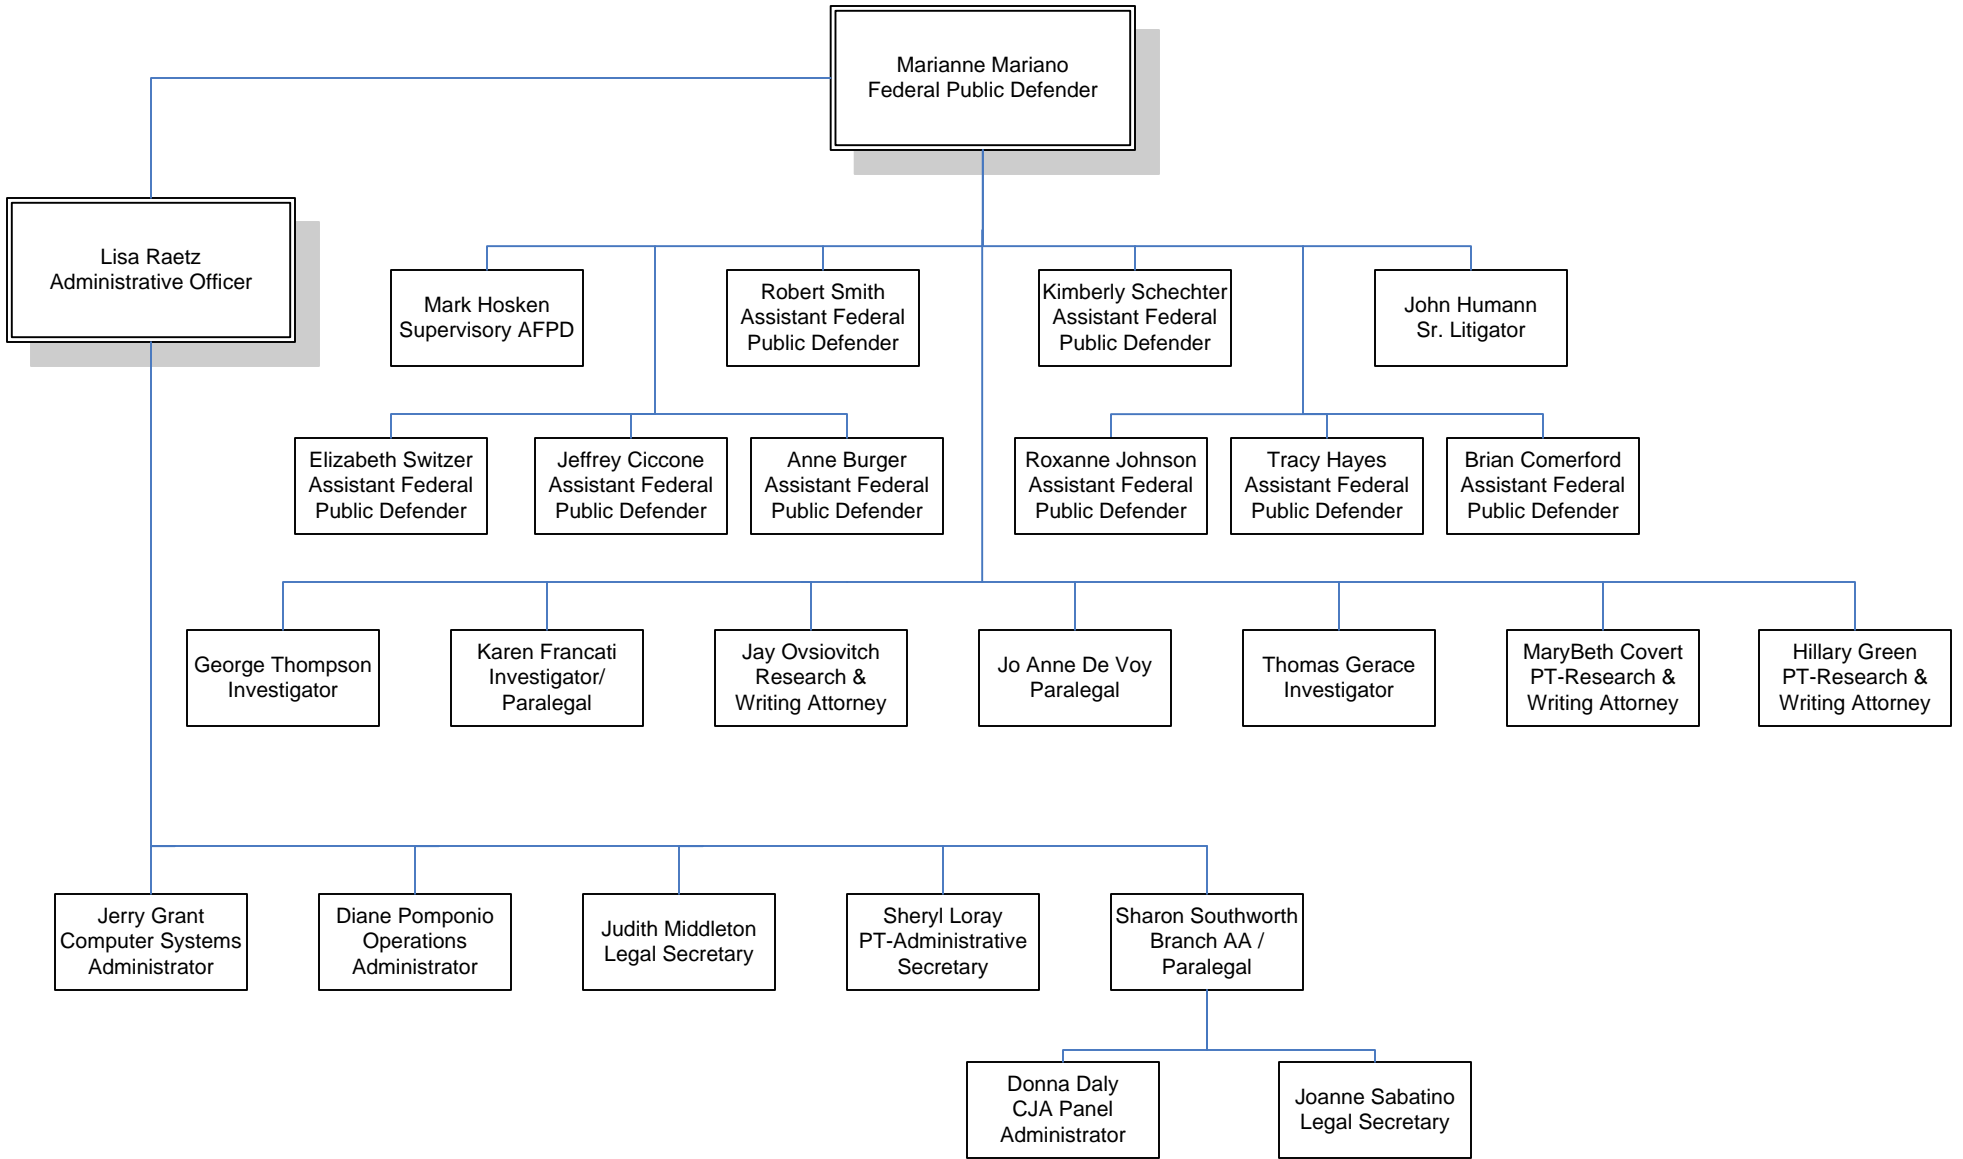 Marianne Mariano
Federal Public Defender
Lisa Raetz
Administrative Officer
Mark Hosken
Supervisory AFPD
Robert Smith
Assistant Federal
Public Defender
Kimberly Schechter
Assistant Federal
Public Defender
John Humann
Sr. Litigator
Elizabeth Switzer
Assistant Federal
Public Defender
Jeffrey Ciccone
Assistant Federal
Public Defender
Anne Burger
Assistant Federal
Public Defender
Roxanne Johnson
Assistant Federal
Public Defender
Tracy Hayes
Assistant Federal
Public Defender
Brian Comerford
Assistant Federal
Public Defender
George Thompson
Investigator
Karen Francati
Investigator/
Paralegal
Jay Ovsiovitch
Research &
Writing Attorney
Jo Anne De Voy
Paralegal
Thomas Gerace
Investigator
MaryBeth Covert
PT-Research &
Writing Attorney
Hillary Green
PT-Research &
Writing Attorney
Jerry Grant
Computer Systems
Administrator
Diane Pomponio
Operations
Administrator
Judith Middleton
Legal Secretary
Sheryl Loray
PT-Administrative
Secretary
Sharon Southworth
Branch AA /
Paralegal
Donna Daly
CJA Panel
Administrator
Joanne Sabatino
Legal Secretary